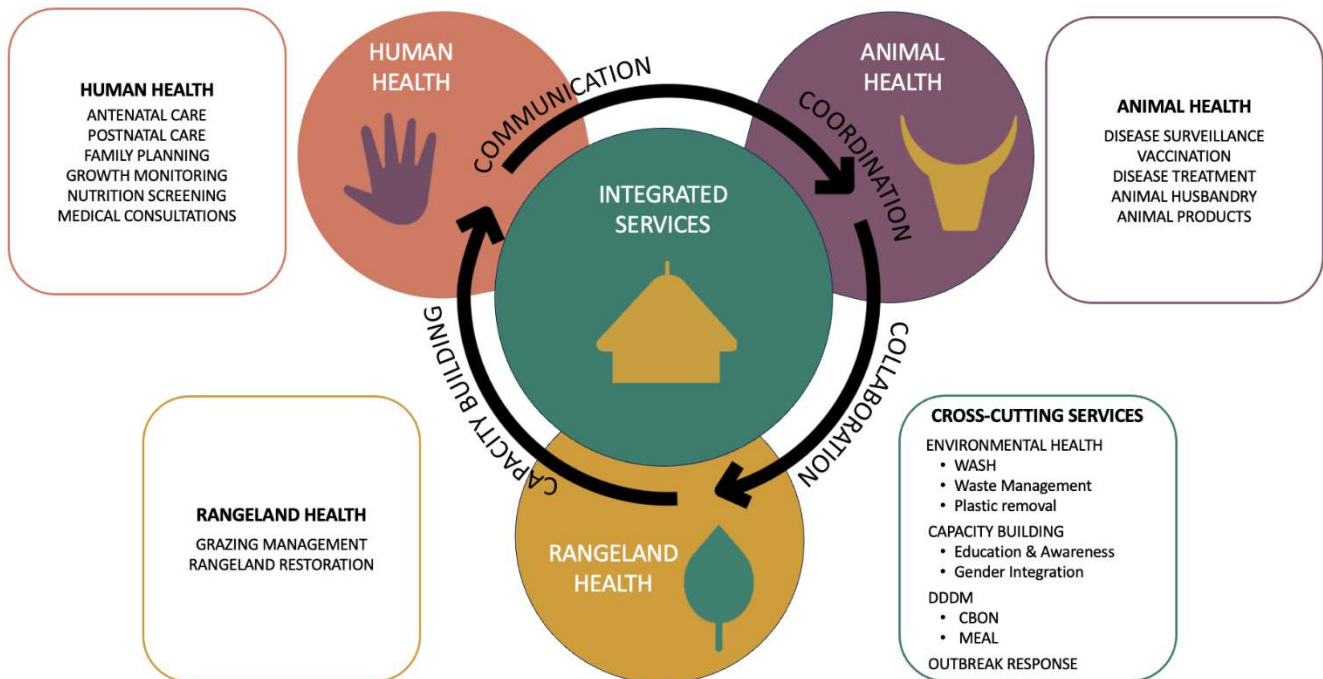 HUMAN HEALTH
ANTENATAL CARE
POSTNATAL CARE
FAMILY PLANNING
GROWTH MONITORING
NUTRITION SCREENING
MEDICAL CONSULTATIONS
HUMAN
HEALTH
COMMUNICATION
ANIMAL
HEALTH
COORDINATION
ANIMAL HEALTH
DISEASE SURVEILLANCE
VACCINATION
DISEASE TREATMENT
ANIMAL HUSBANDRY
ANIMAL PRODUCTS
INTEGRATED
SERVICES
CAPACITY BUILDING
COLLABORATION
RANGELAND HEALTH
GRAZING MANAGEMENT
RANGELAND RESTORATION
RANGELAND
HEALTH
CROSS-CUTTING SERVICES
ENVIRONMENTAL HEALTH
• WASH
• Waste Management
• Plastic removal
CAPACITY BUILDING
• Education & Awareness
• Gender Integration
DDDM
• CBON
• MEAL
OUTBREAK RESPONSE